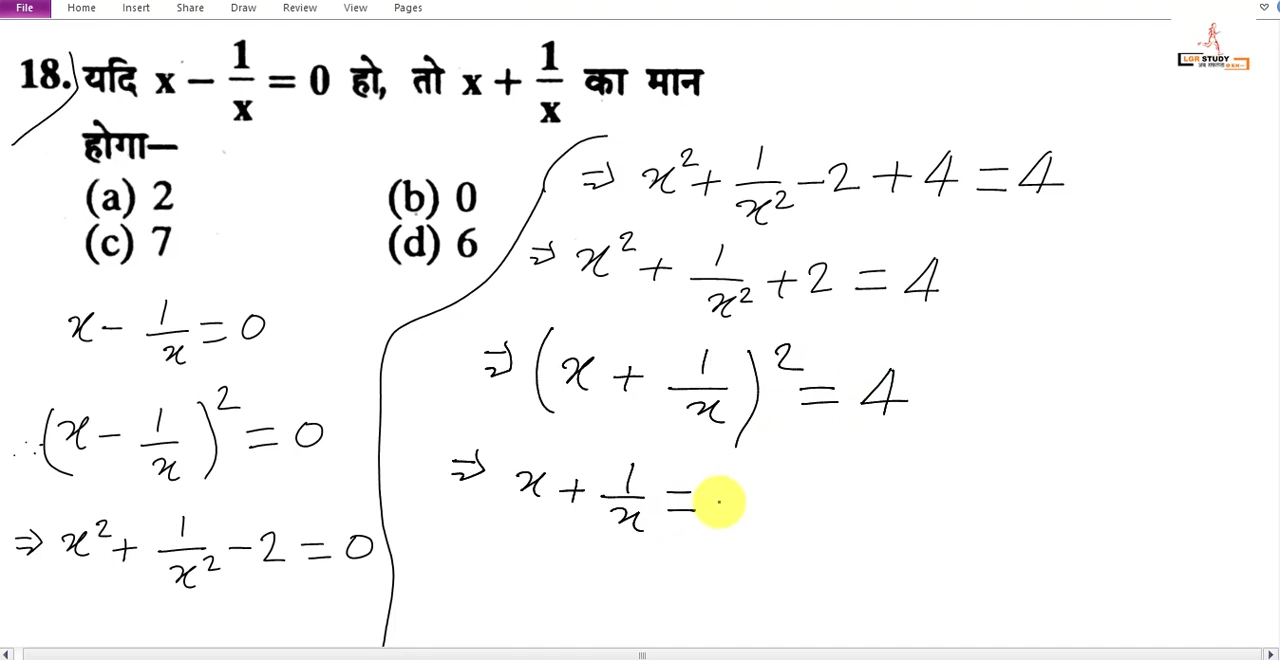 File Home Insert Share Draw Review View Pages
LGR STUDY
18. यदि x − 1/x = 0 हो, तो x + 1/x का मान
होगा—
(a) 2 (b) 0
(c) 7 (d) 6
x − 1/x = 0
∴ (x − 1/x)² = 0
⇒ x² + 1/x² − 2 = 0
⇒ x² + 1/x² − 2 + 4 = 4
⇒ x² + 1/x² + 2 = 4
⇒ (x + 1/x)² = 4
⇒ x + 1/x =